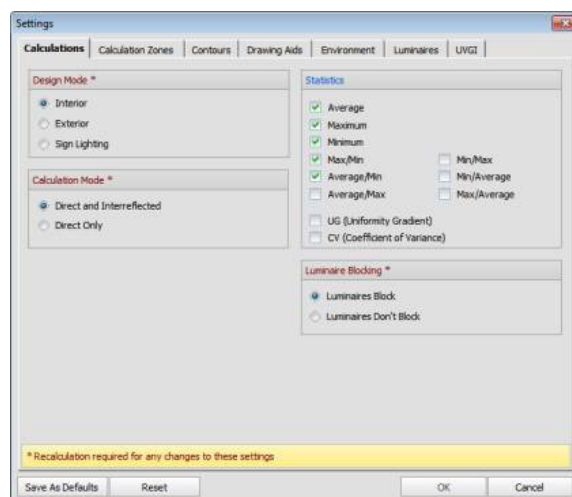 Settings
Calculations Calculation Zones Contours Drawing Aids Environment Luminaires UVGI
Design Mode *
Interior
Exterior
Sign Lighting
Calculation Mode *
Direct and Interreflected
Direct Only
Statistics
Average
Maximum
Minimum
Max/Min Min/Max
Average/Min Min/Average
Average/Max Max/Average
UG (Uniformity Gradient)
CV (Coefficient of Variance)
Luminaire Blocking *
Luminaires Block
Luminaires Don't Block
* Recalculation required for any changes to these settings
Save As Defaults Reset OK Cancel